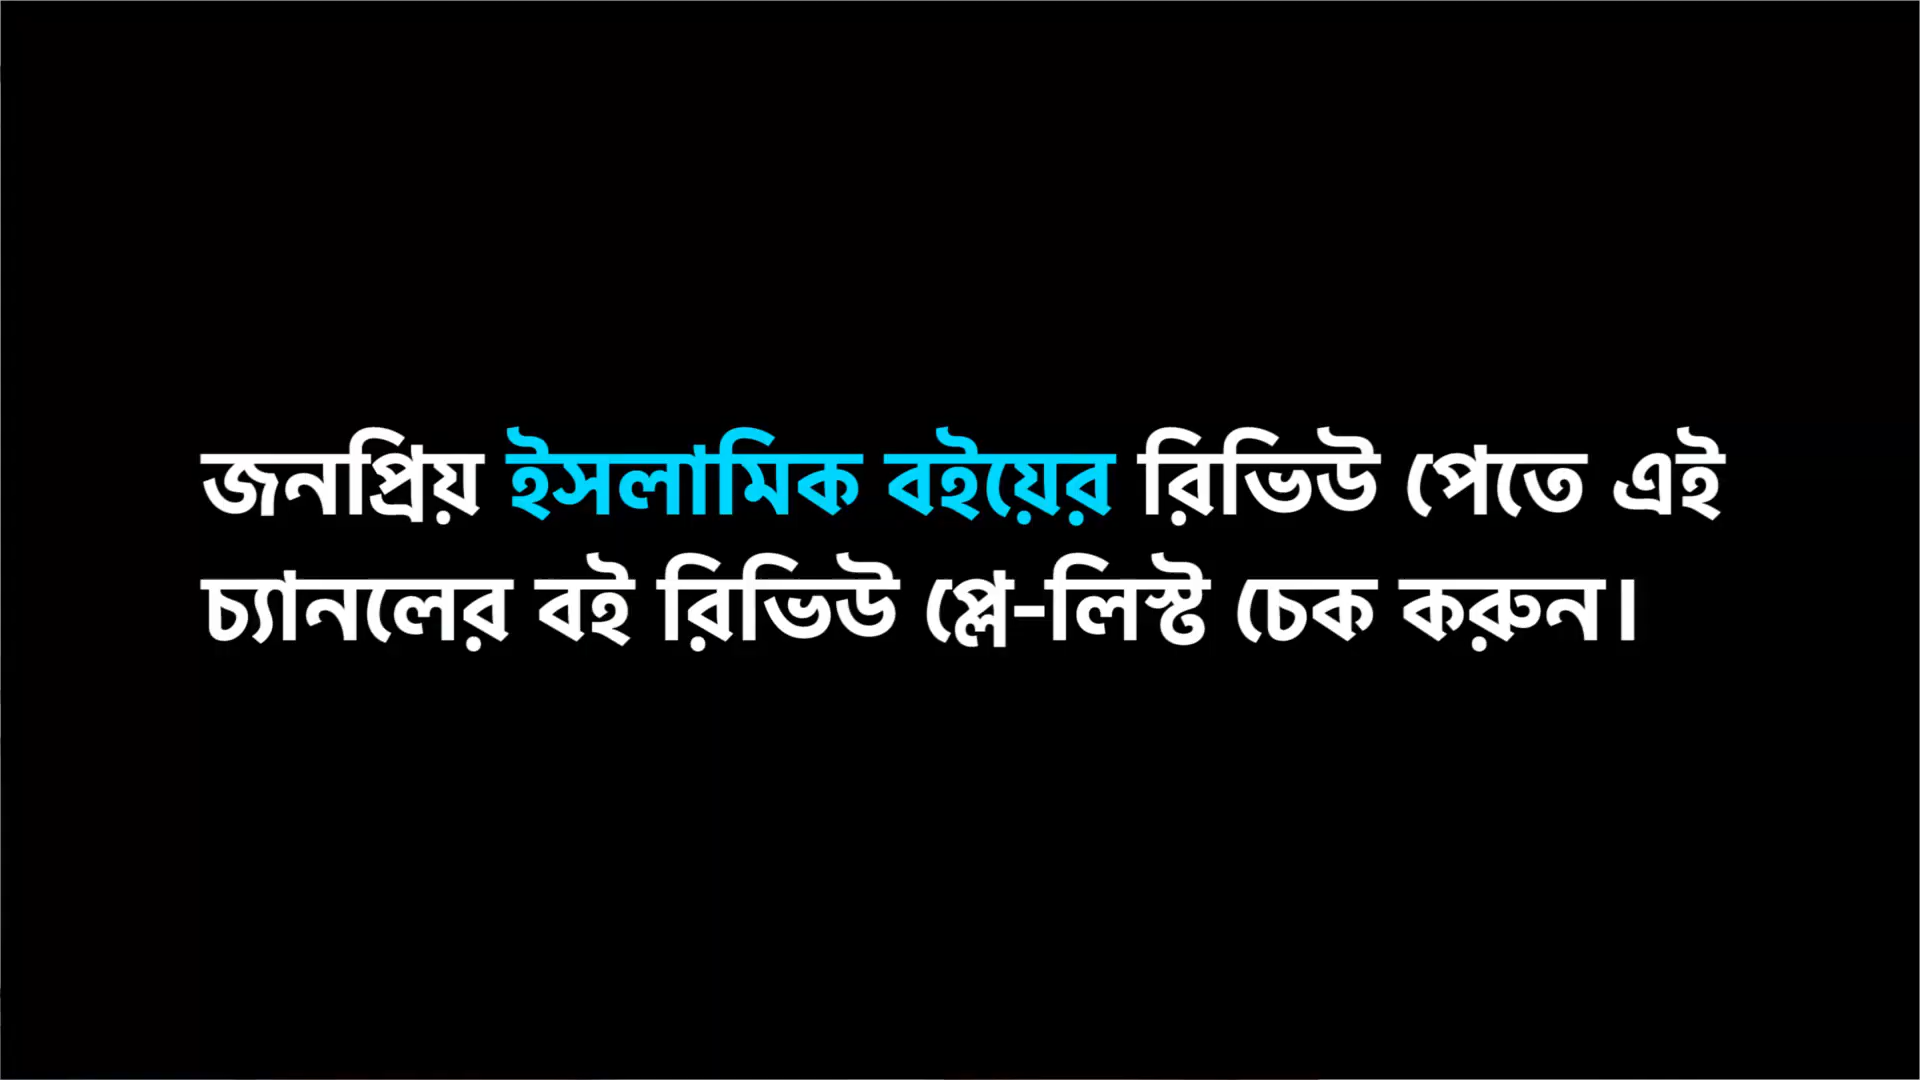 জনপ্রিয় ইসলামিক বইয়ের রিভিউ পেতে এই
চ্যানলের বই রিভিউ প্লে-লিস্ট চেক করুন।